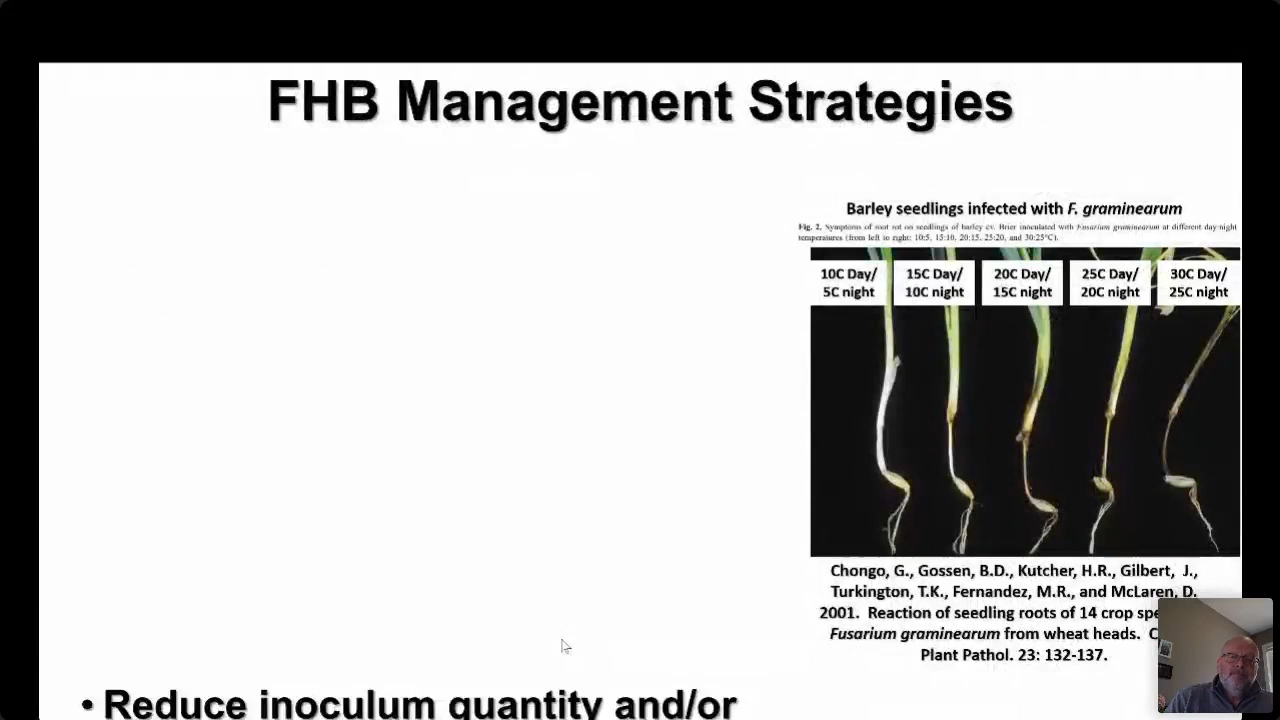 FHB Management Strategies
Barley seedlings infected with F. graminearum
Fig. 2. Symptoms of root rot on seedlings of barley cv. Brier inoculated with Fusarium graminearum at different day-night
temperatures (from left to right: 10:5, 15:10, 20:15, 25:20, and 30:25°C).
10C Day/ 15C Day/ 20C Day/ 25C Day/ 30C Day/
5C night 10C night 15C night 20C night 25C night
Chongo, G., Gossen, B.D., Kutcher, H.R., Gilbert, J.,
Turkington, T.K., Fernandez, M.R., and McLaren, D.
2001. Reaction of seedling roots of 14 crop
Fusarium graminearum from wheat heads.
Plant Pathol. 23: 132-137.
• Reduce inoculum quantity and/or